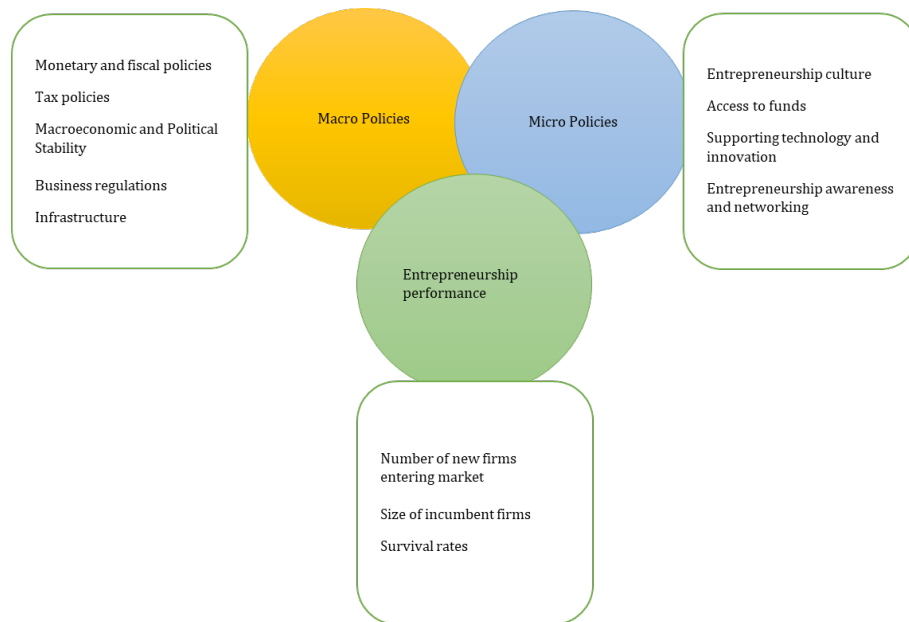 Monetary and fiscal policies
Tax policies
Macroeconomic and Political
Stability
Business regulations
Infrastructure
Macro Policies
Micro Policies
Entrepreneurship culture
Access to funds
Supporting technology and
innovation
Entrepreneurship awareness
and networking
Entrepreneurship
performance
Number of new firms
entering market
Size of incumbent firms
Survival rates